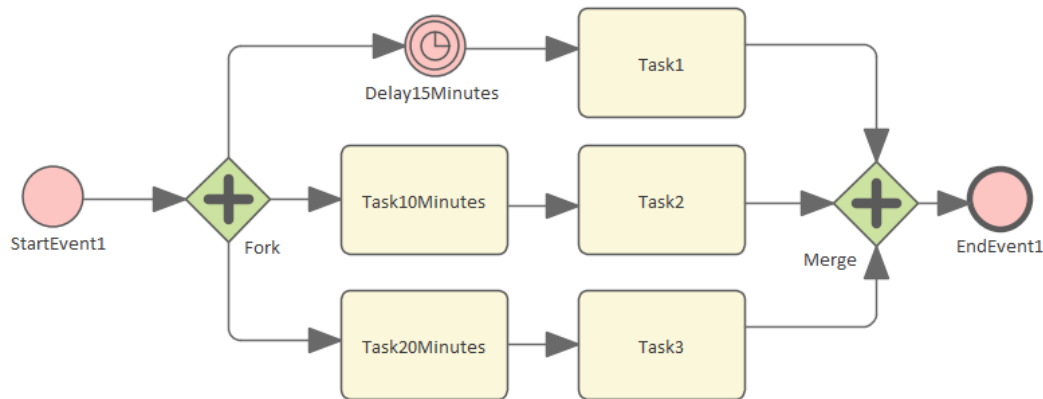 Task1
Delay15Minutes
Task10Minutes
Task2
StartEvent1
Fork
Merge
EndEvent1
Task20Minutes
Task3